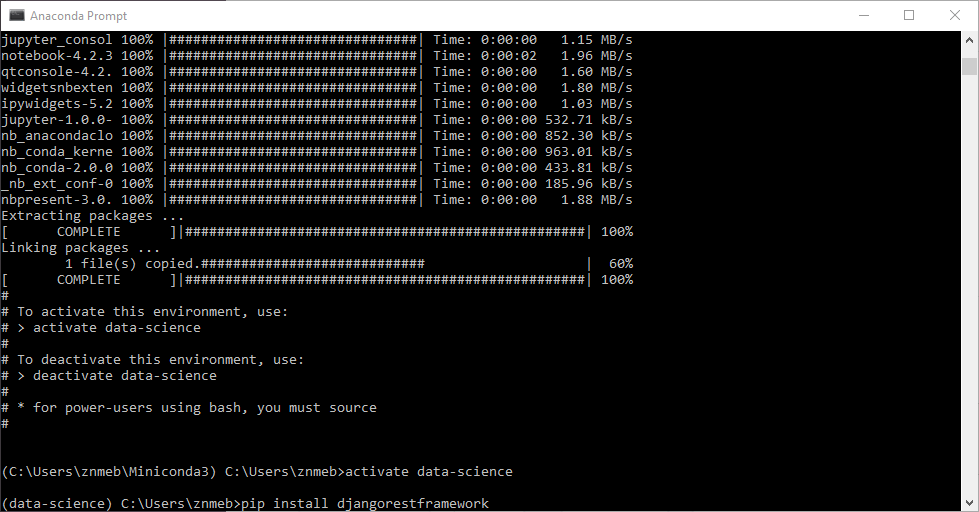 Anaconda Prompt
jupyter_consol 100% |###############################| Time: 0:00:00   1.15 MB/s
notebook-4.2.3 100% |###############################| Time: 0:00:02   1.96 MB/s
qtconsole-4.2. 100% |###############################| Time: 0:00:00   1.60 MB/s
widgetsnbexten 100% |###############################| Time: 0:00:00   1.80 MB/s
ipywidgets-5.2 100% |###############################| Time: 0:00:00   1.03 MB/s
jupyter-1.0.0- 100% |###############################| Time: 0:00:00 532.71 kB/s
nb_anacondaclo 100% |###############################| Time: 0:00:00 852.30 kB/s
nb_conda_kerne 100% |###############################| Time: 0:00:00 963.01 kB/s
nb_conda-2.0.0 100% |###############################| Time: 0:00:00 433.81 kB/s
_nb_ext_conf-0 100% |###############################| Time: 0:00:00 185.96 kB/s
nbpresent-3.0. 100% |###############################| Time: 0:00:00   1.88 MB/s
Extracting packages ...
[      COMPLETE      ]|##################################################| 100%
Linking packages ...
        1 file(s) copied.############################                    |  60%
[      COMPLETE      ]|##################################################| 100%
#
# To activate this environment, use:
# > activate data-science
#
# To deactivate this environment, use:
# > deactivate data-science
#
# * for power-users using bash, you must source
#
(C:\Users\znmeb\Miniconda3) C:\Users\znmeb>activate data-science
(data-science) C:\Users\znmeb>pip install djangorestframework